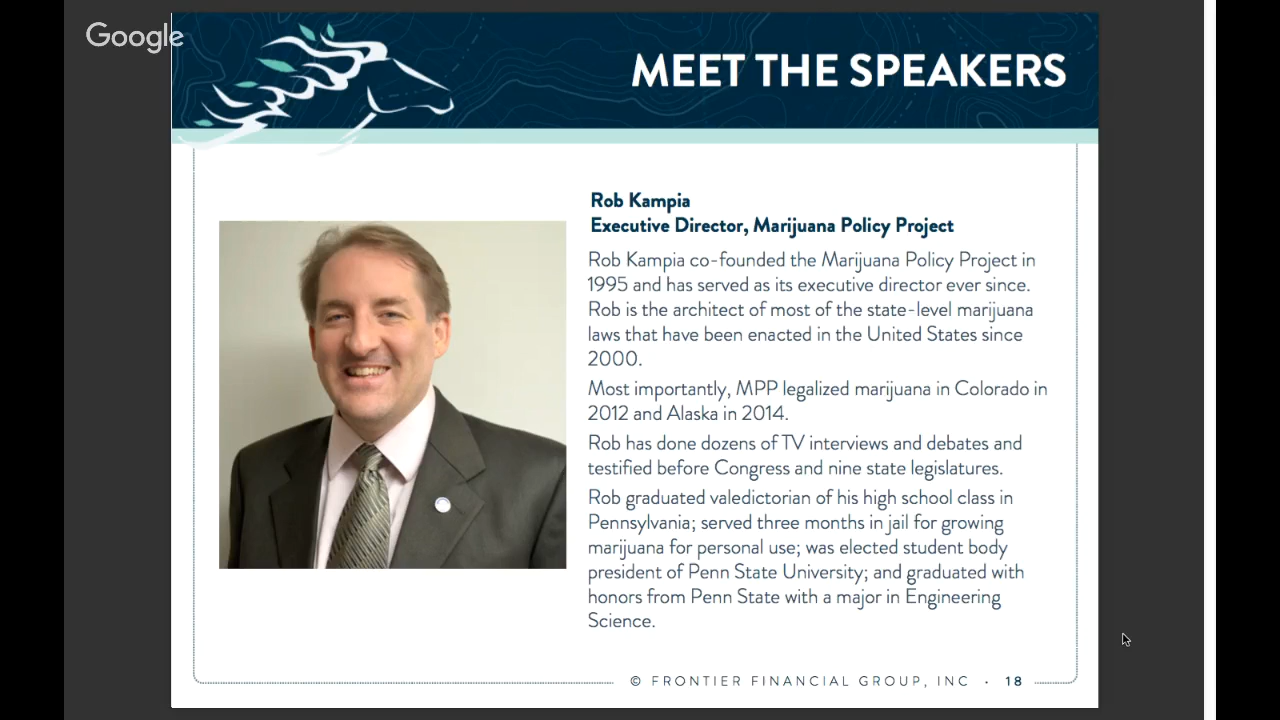 Google
MEET THE SPEAKERS
Rob Kampia
Executive Director, Marijuana Policy Project
Rob Kampia co-founded the Marijuana Policy Project in
1995 and has served as its executive director ever since.
Rob is the architect of most of the state-level marijuana
laws that have been enacted in the United States since
2000.
Most importantly, MPP legalized marijuana in Colorado in
2012 and Alaska in 2014.
Rob has done dozens of TV interviews and debates and
testified before Congress and nine state legislatures.
Rob graduated valedictorian of his high school class in
Pennsylvania; served three months in jail for growing
marijuana for personal use; was elected student body
president of Penn State University; and graduated with
honors from Penn State with a major in Engineering
Science.
© FRONTIER FINANCIAL GROUP, INC · 18